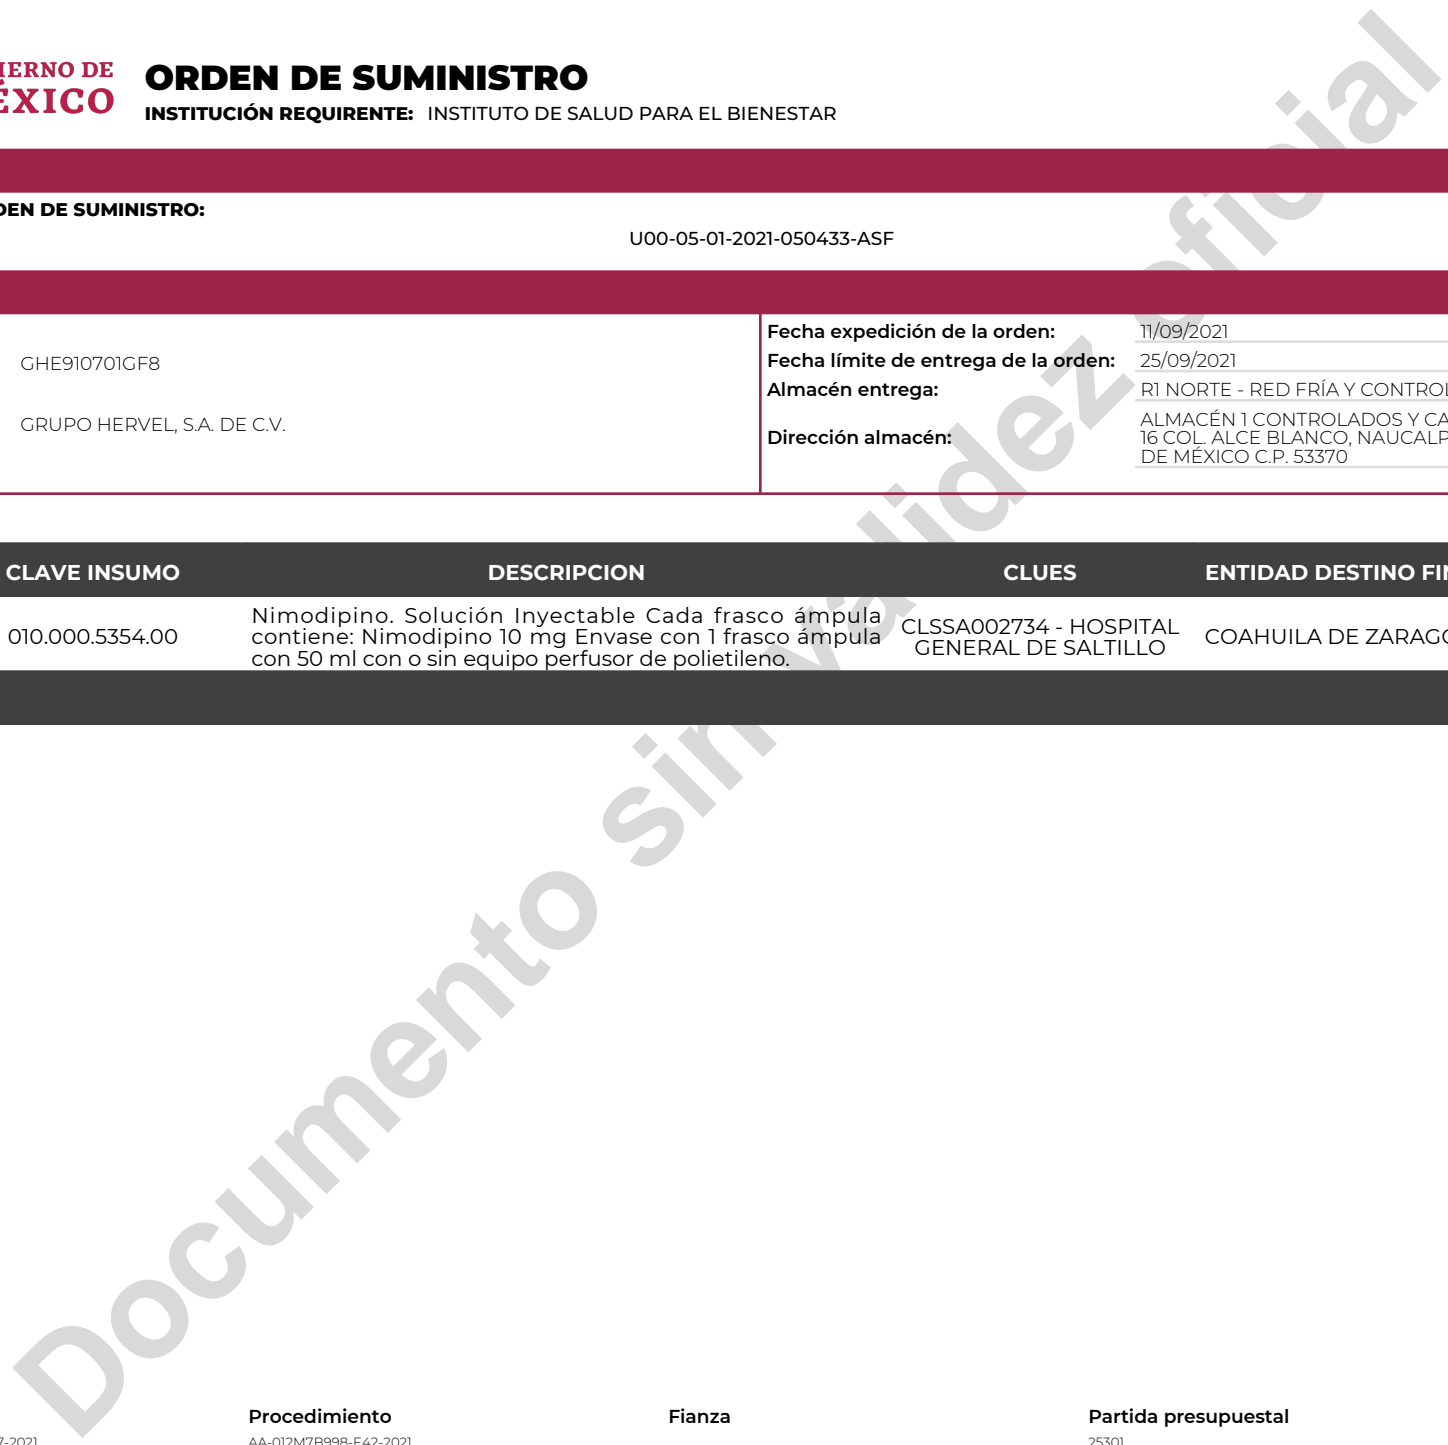 IERNO DE
ÉXICO
ORDEN DE SUMINISTRO
INSTITUCIÓN REQUIRENTE: INSTITUTO DE SALUD PARA EL BIENESTAR
DEN DE SUMINISTRO:
U00-05-01-2021-050433-ASF
GHE910701GF8
GRUPO HERVEL, S.A. DE C.V.
Fecha expedición de la orden: 11/09/2021
Fecha límite de entrega de la orden: 25/09/2021
Almacén entrega: R1 NORTE - RED FRÍA Y CONTROL
Dirección almacén: ALMACÉN 1 CONTROLADOS Y CA
16 COL. ALCE BLANCO, NAUCALP
DE MÉXICO C.P. 53370
CLAVE INSUMO DESCRIPCION CLUES ENTIDAD DESTINO FIN
010.000.5354.00
Nimodipino. Solución Inyectable Cada frasco ámpula
contiene: Nimodipino 10 mg Envase con 1 frasco ámpula
con 50 ml con o sin equipo perfusor de polietileno.
CLSSA002734 - HOSPITAL
GENERAL DE SALTILLO
COAHUILA DE ZARAGO
Documento sin validez oficial
Procedimiento Fianza Partida presupuestal
7-2021 AA-012M7B998-E42-2021 25301